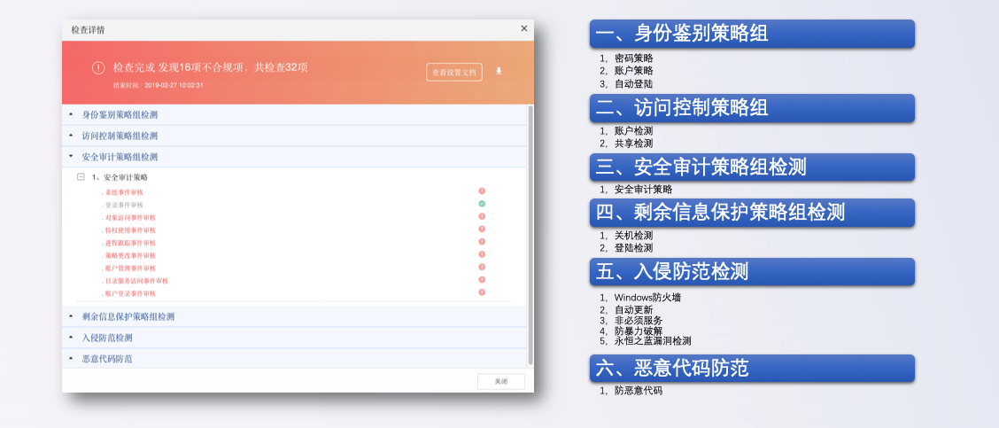 检查详情
检查完成 发现16项不合规项。共检查32项
结束时间：2019-02-27 10:02:31
查看设置文档
身份鉴别策略组检测
访问控制策略组检测
安全审计策略组检测
1、安全审计策略
. 系统事件审核
. 登录事件审核
. 对象访问事件审核
. 特权使用事件审核
. 进程跟踪事件审核
. 策略更改事件审核
. 账户管理事件审核
. 目录服务访问事件审核
. 账户登录事件审核
剩余信息保护策略组检测
入侵防范检测
恶意代码防范
关闭
一、身份鉴别策略组
1，密码策略
2，账户策略
3，自动登陆
二、访问控制策略组
1，账户检测
2，共享检测
三、安全审计策略组检测
1，安全审计策略
四、剩余信息保护策略组检测
1，关机检测
2，登陆检测
五、入侵防范检测
1，Windows防火墙
2，自动更新
3，非必须服务
4，防暴力破解
5，永恒之蓝漏洞检测
六、恶意代码防范
1，防恶意代码